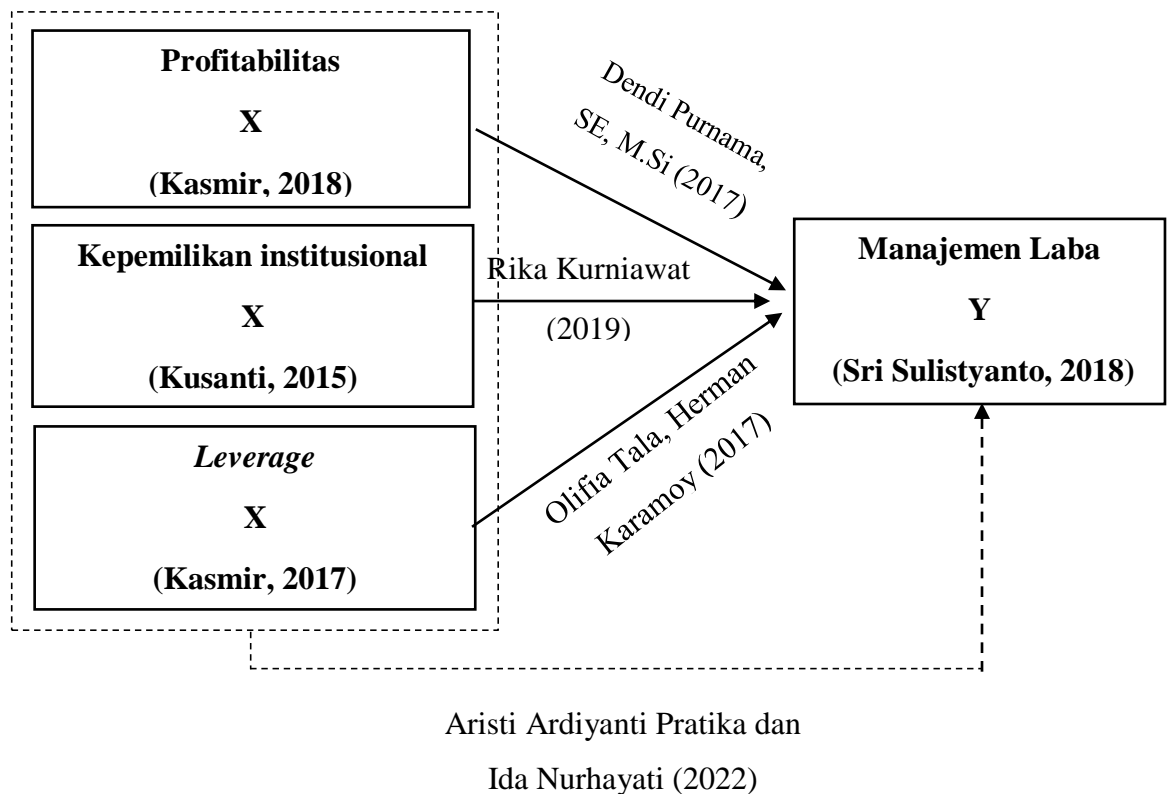 Profitabilitas
X
(Kasmir, 2018)
Kepemilikan institusional
X
(Kusanti, 2015)
Leverage
X
(Kasmir, 2017)
Dendi Purnama,
SE, M.Si (2017)
Rika Kurniawat
(2019)
Olifia Tala, Herman
Karamoy (2017)
Manajemen Laba
Y
(Sri Sulistyanto, 2018)
Aristi Ardiyanti Pratika dan
Ida Nurhayati (2022)